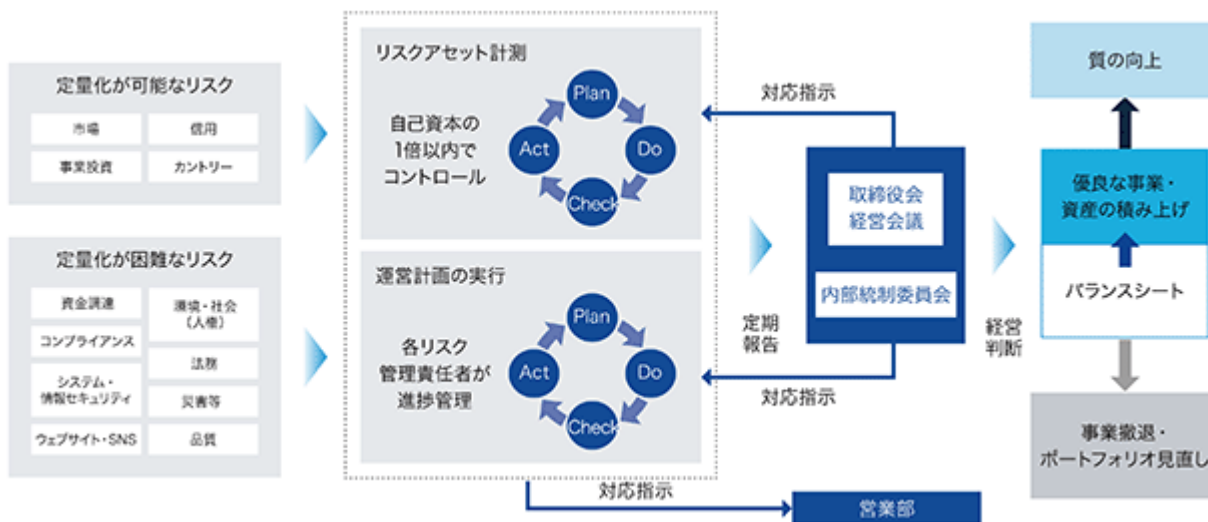 定量化が可能なリスク
市場
信用
事業投資
カントリー
定量化が困難なリスク
資金調達
環境・社会
(人権)
コンプライアンス
法務
システム・
情報セキュリティ
災害等
ウェブサイト・SNS
品質
リスクアセット計測
自己資本の
1倍以内で
コントロール
Plan
Do
Check
Act
運営計画の実行
各リスク
管理責任者が
進捗管理
Plan
Do
Check
Act
対応指示
定期
報告
取締役会
経営会議
内部統制委員会
対応指示
対応指示
営業部
経営
判断
質の向上
優良な事業・
資産の積み上げ
バランスシート
事業撤退・
ポートフォリオ見直し